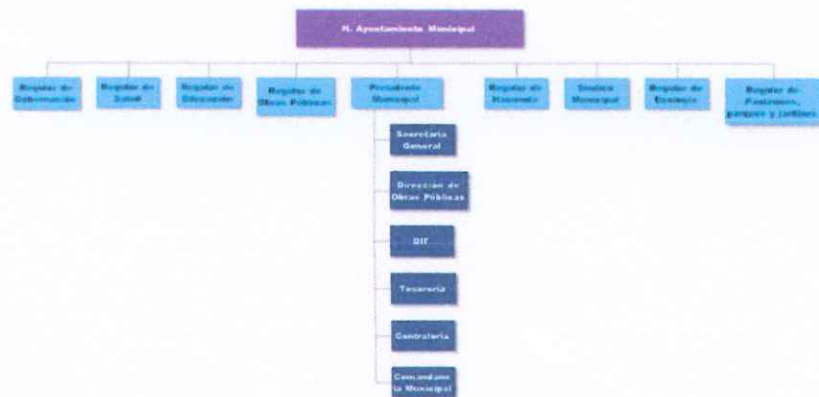 H. Ayuntamiento Municipal
Regidor de
Gobernación
Regidor de
Salud
Regidor de
Educación
Regidor de
Obras Públicas
Presidente
Municipal
Regidor de
Hacienda
Síndico
Municipal
Regidor de
Ecología
Regidor de
Panteones,
parques y jardines
Secretaría
General
Dirección de
Obras Públicas
DIF
Tesorería
Contraloría
Comandanc
ia Municipal